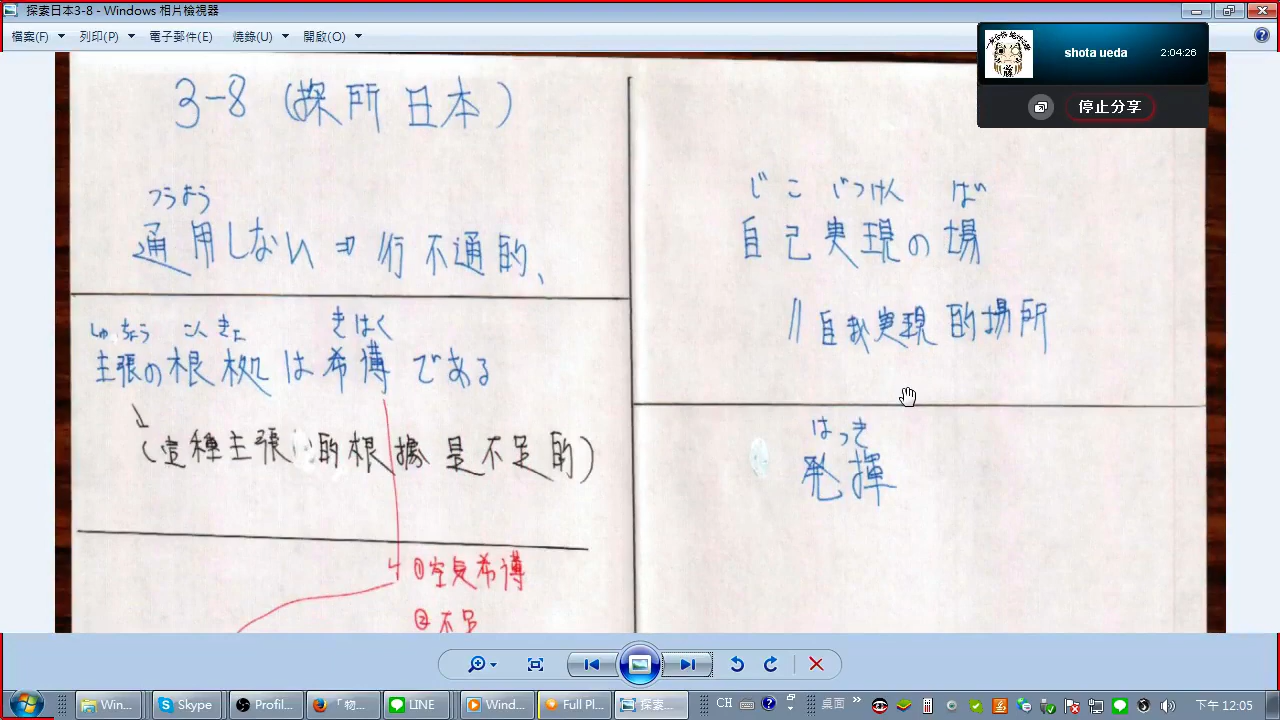 探索日本3-8 - Windows 相片檢視器
檔案(F) 列印(P) 電子郵件(E) 燒錄(U) 開啟(O)
shota ueda
2:04:26
停止分享
3-8 (探所日本)
つうよう
通用しない⇒行不通的、
しゅちょう こんきょ きはく
主張の根拠は希薄である
(這種主張的根據是不足的)
①空気希薄
②不足
じこ じつけん ば
自己実現の場
||自我実現的場所
はっき
発揮
Win...
Skype
Profil...
「物...
LINE
Wind...
Full Pl...
探索...
CH
桌面
下午 12:05